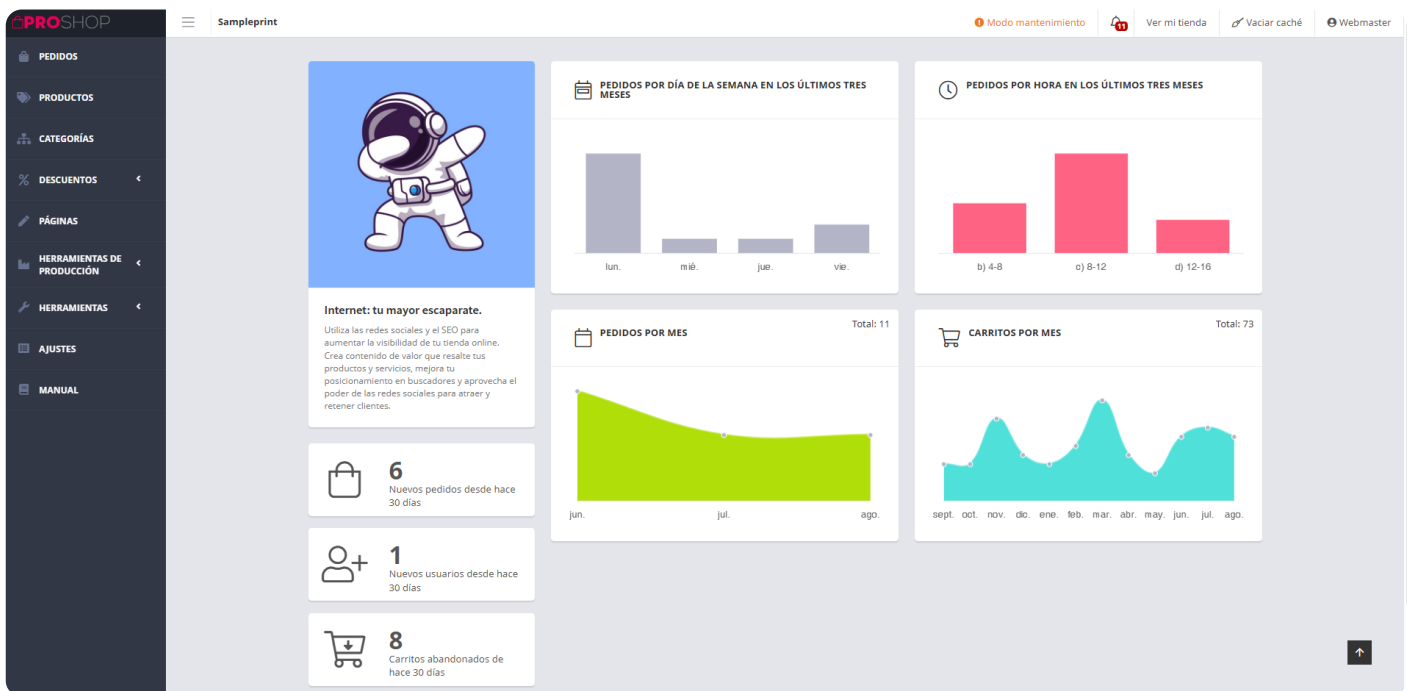 PROSHOP
Sampleprint
Modo mantenimiento
11
Ver mi tienda
Vaciar caché
Webmaster
PEDIDOS
PRODUCTOS
CATEGORÍAS
DESCUENTOS
PÁGINAS
HERRAMIENTAS DE
PRODUCCIÓN
HERRAMIENTAS
AJUSTES
MANUAL
Internet: tu mayor escaparate.
Utiliza las redes sociales y el SEO para
aumentar la visibilidad de tu tienda online.
Crea contenido de valor que resalte tus
productos y servicios, mejora tu
posicionamiento en buscadores y aprovecha el
poder de las redes sociales para atraer y
retener clientes.
6
Nuevos pedidos desde hace
30 días
1
Nuevos usuarios desde hace
30 días
8
Carritos abandonados de
hace 30 días
PEDIDOS POR DÍA DE LA SEMANA EN LOS ÚLTIMOS TRES
MESES
lun. mié. jue. vie.
PEDIDOS POR HORA EN LOS ÚLTIMOS TRES MESES
b) 4-8 c) 8-12 d) 12-16
PEDIDOS POR MES
Total: 11
jun. jul. ago.
CARRITOS POR MES
Total: 73
sept. oct. nov. dic. ene. feb. mar. abr. may. jun. jul. ago.